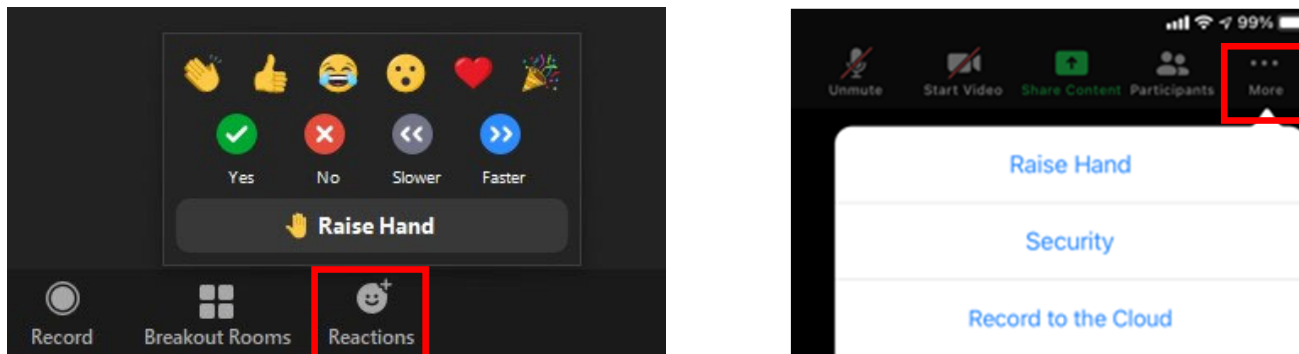 Yes No Slower Faster
Raise Hand
Record Breakout Rooms Reactions
99%
Unmute Start Video Share Content Participants More
Raise Hand
Security
Record to the Cloud